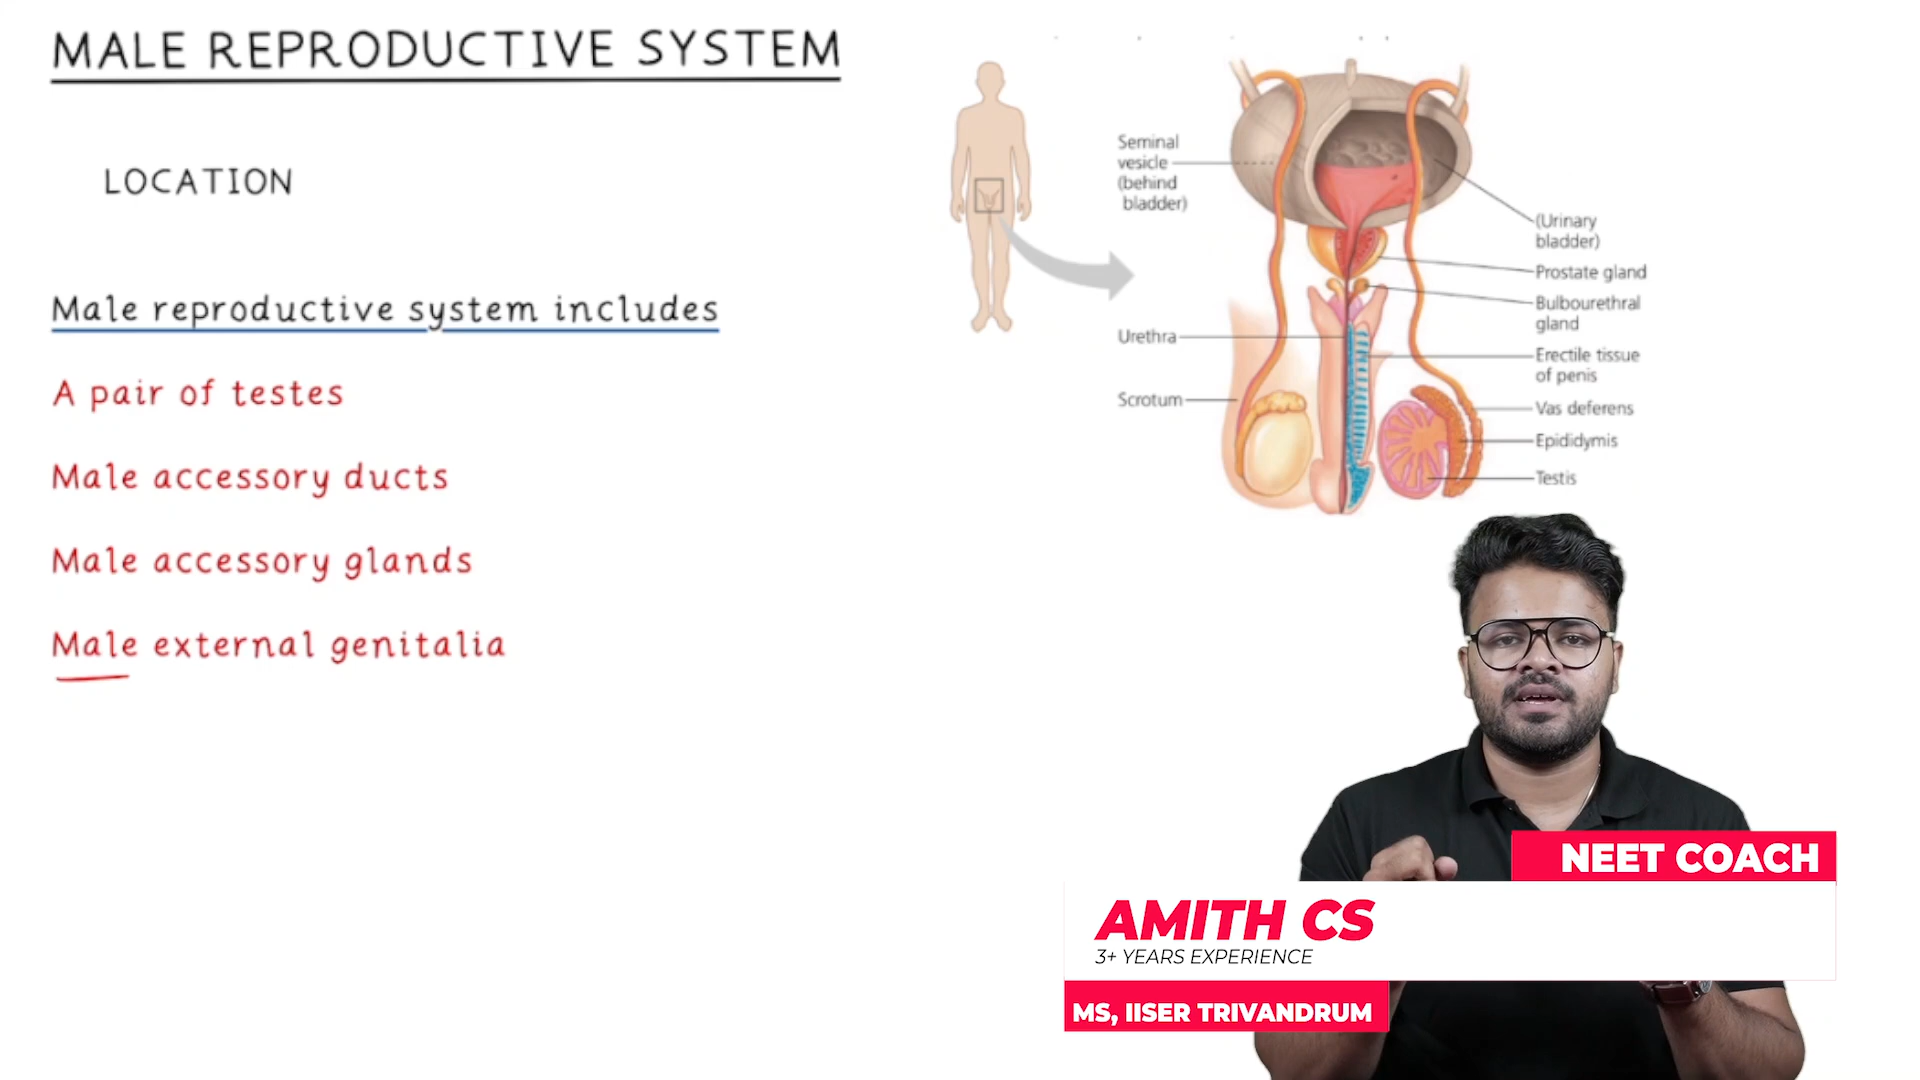 MALE REPRODUCTIVE SYSTEM
LOCATION
Male reproductive system includes
A pair of testes
Male accessory ducts
Male accessory glands
Male external genitalia
Seminal
vesicle
(behind
bladder)
Urethra
Scrotum
(Urinary
bladder)
Prostate gland
Bulbourethral
gland
Erectile tissue
of penis
Vas deferens
Epididymis
Testis
NEET COACH
AMITH CS
3+ YEARS EXPERIENCE
MS, IISER TRIVANDRUM